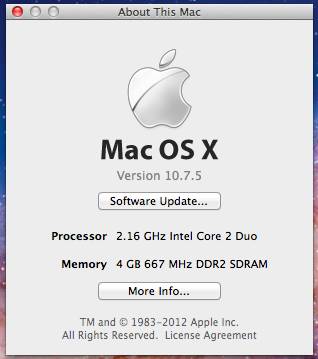 About This Mac
Mac OS X
Version 10.7.5
Software Update...
Processor 2.16 GHz Intel Core 2 Duo
Memory 4 GB 667 MHz DDR2 SDRAM
More Info...
TM and © 1983-2012 Apple Inc.
All Rights Reserved. License Agreement